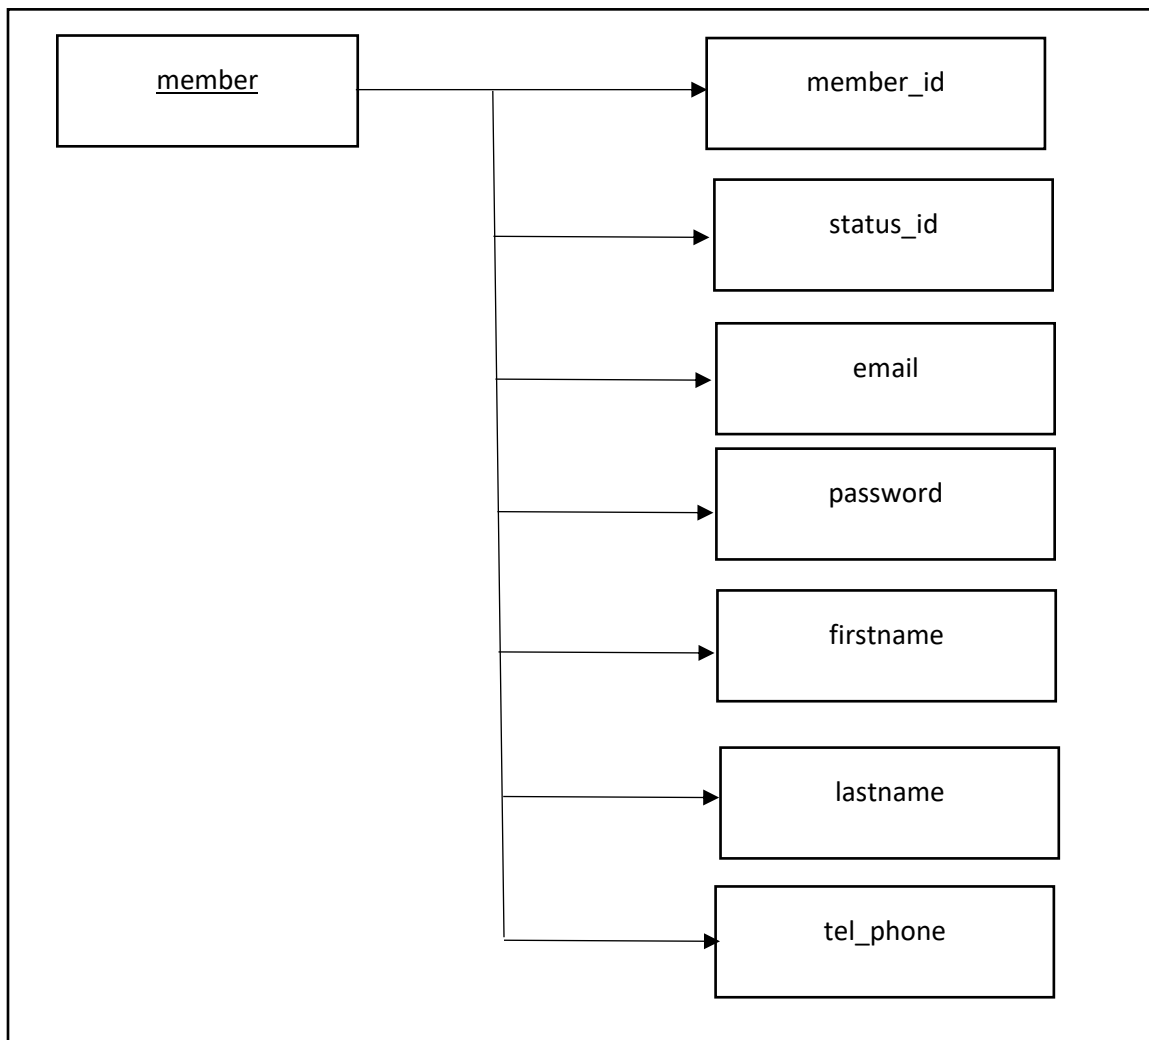 member
member_id
status_id
email
password
firstname
lastname
tel_phone